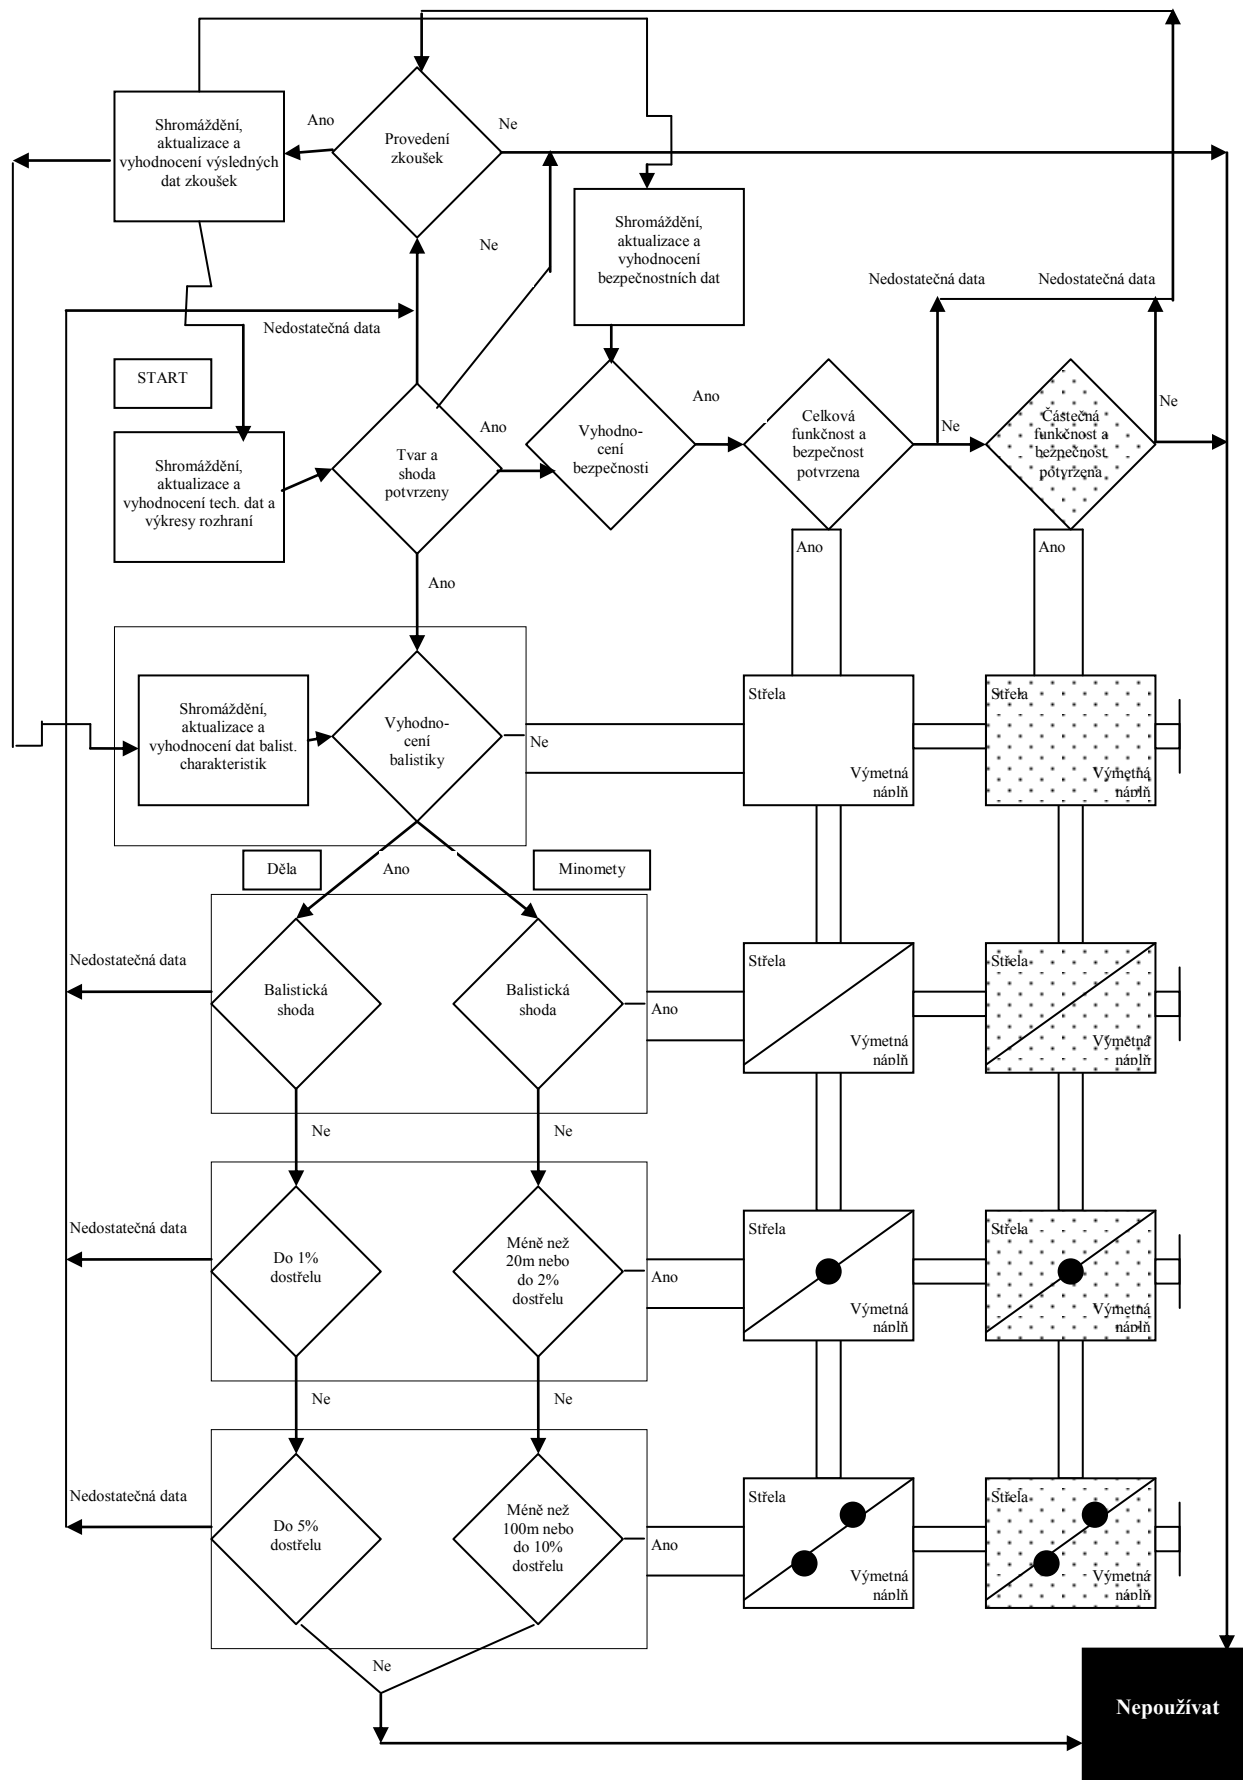 Shromáždění,
aktualizace a
vyhodnocení výsledných
dat zkoušek
Ano
Provedení
zkoušek
Ne
Ne
Shromáždění,
aktualizace a
vyhodnocení
bezpečnostních dat
Nedostatečná data
Nedostatečná data
Nedostatečná data
START
Shromáždění,
aktualizace a
vyhodnocení tech. dat a
výkresy rozhraní
Tvar a
shoda
potvrzeny
Ano
Vyhodno-
cení
bezpečnosti
Ano
Celková
funkčnost a
bezpečnost
potvrzena
Ne
Částečná
funkčnost a
bezpečnost
potvrzena
Ne
Ano
Ano
Ano
Shromáždění,
aktualizace a
vyhodnocení dat balist.
charakteristik
Vyhodno-
cení
balistiky
Ne
Střela
Výmetná
náplň
Střela
Výmetná
náplň
Děla
Ano
Minomety
Nedostatečná data
Balistická
shoda
Balistická
shoda
Ano
Střela
Výmetná
náplň
Střela
Výmetná
náplň
Ne
Ne
Nedostatečná data
Do 1%
dostřelu
Méně než
20m nebo
do 2%
dostřelu
Ano
Střela
Výmetná
náplň
Střela
Výmetná
náplň
Ne
Ne
Nedostatečná data
Do 5%
dostřelu
Méně než
100m nebo
do 10%
dostřelu
Ano
Střela
Výmetná
náplň
Střela
Výmetná
náplň
Ne
Nepoužívat